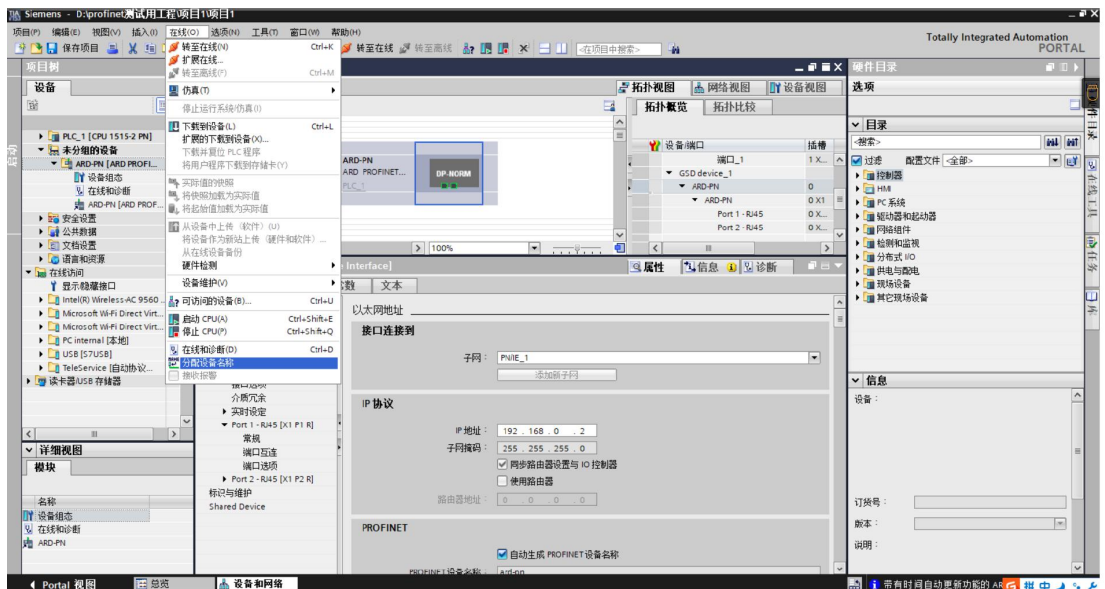 Siemens - D:\profinet测试用工程\项目1\项目1
项目(P) 编辑(E) 视图(V) 插入(I) 在线(O) 选项(N) 工具(T) 窗口(W) 帮助(H)
Totally Integrated Automation
PORTAL
保存项目
转至在线 转至离线 <在项目中搜索>
转至在线(N) Ctrl+K
扩展在线...
转至离线(F) Ctrl+M
仿真(T)
停止运行系统/仿真(I)
下载到设备(L) Ctrl+L
扩展的下载到设备(X)...
下载并复位 PLC 程序
将用户程序下载到存储卡(Y)
实际值的快照
将快照加载为实际值
将起始值加载为实际值
从设备中上传（软件）(U)
将设备作为新站上传（硬件和软件）...
从在线设备备份
硬件检测
设备维护(V)
可访问的设备(B)... Ctrl+U
启动 CPU(A) Ctrl+Shift+E
停止 CPU(P) Ctrl+Shift+Q
在线和诊断(D) Ctrl+D
分配设备名称
接收报警
项目树
设备
PLC_1 [CPU 1515-2 PN]
未分组的设备
ARD-PN [ARD PROFI...
设备组态
在线和诊断
ARD-PN [ARD PROF...
安全设置
公共数据
文档设置
语言和资源
在线访问
显示/隐藏接口
Intel(R) Wireless-AC 9560 ...
Microsoft Wi-Fi Direct Virt...
Microsoft Wi-Fi Direct Virt...
PC internal [本地]
USB [S7USB]
TeleService [自动协议...
读卡器/USB 存储器
详细视图
模块
名称
设备组态
在线和诊断
ARD-PN
拓扑视图 网络视图 设备视图
ARD-PN
ARD PROFINET...
PLC_1
DP-NORM
100%
拓扑概览 拓扑比较
设备/端口 插槽
端口_1 1 X...
GSD device_1
ARD-PN 0
ARD-PN 0 X1
Port 1 - RJ45 0 X...
Port 2 - RJ45 0 X...
Interface]
属性 信息 诊断
文本
接口选项
介质冗余
实时设定
Port 1 - RJ45 [X1 P1 R]
常规
端口互连
端口选项
Port 2 - RJ45 [X1 P2 R]
标识与维护
Shared Device
以太网地址
接口连接到
子网： PN/IE_1
添加新子网
IP 协议
IP 地址： 192 . 168 . 0 . 2
子网掩码： 255 . 255 . 255 . 0
同步路由器设置与 IO 控制器
使用路由器
路由器地址： 0 . 0 . 0 . 0
PROFINET
自动生成 PROFINET 设备名称
PROFINET 设备名称： ard-pn
硬件目录
选项
目录
<搜索>
过滤 配置文件 <全部>
控制器
HMI
PC 系统
驱动器和起动器
网络组件
检测和监视
分布式 I/O
供电与配电
现场设备
其它现场设备
信息
设备：
订货号：
版本：
说明：
硬件目录
在线工具
任务
库
启动
Portal 视图 总览 设备和网络
带有时间自动更新功能的
拼 中